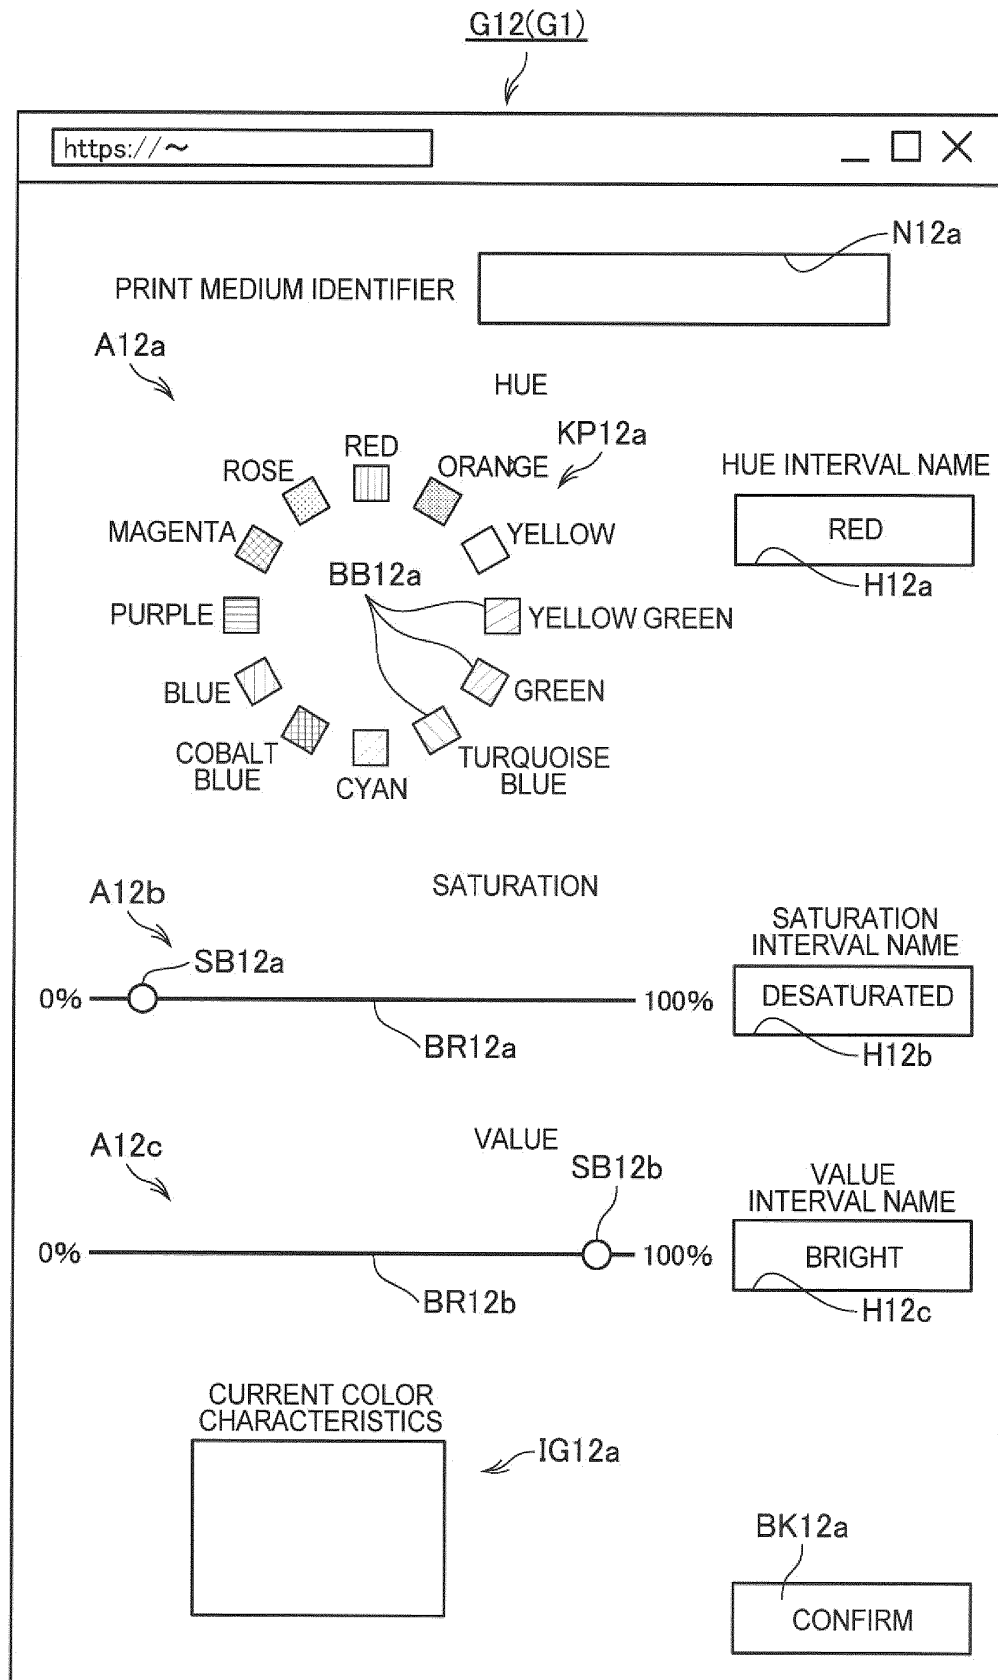 G12(G1)
https://～
N12a
PRINT MEDIUM IDENTIFIER
A12a
HUE
KP12a
RED
ROSE
ORANGE
HUE INTERVAL NAME
MAGENTA
YELLOW
RED
BB12a
H12a
PURPLE
YELLOW GREEN
BLUE
GREEN
COBALT
BLUE
TURQUOISE
BLUE
CYAN
A12b
SATURATION
SATURATION
INTERVAL NAME
SB12a
0%
100%
DESATURATED
BR12a
H12b
A12c
VALUE
SB12b
VALUE
INTERVAL NAME
0%
100%
BRIGHT
BR12b
H12c
CURRENT COLOR
CHARACTERISTICS
IG12a
BK12a
CONFIRM